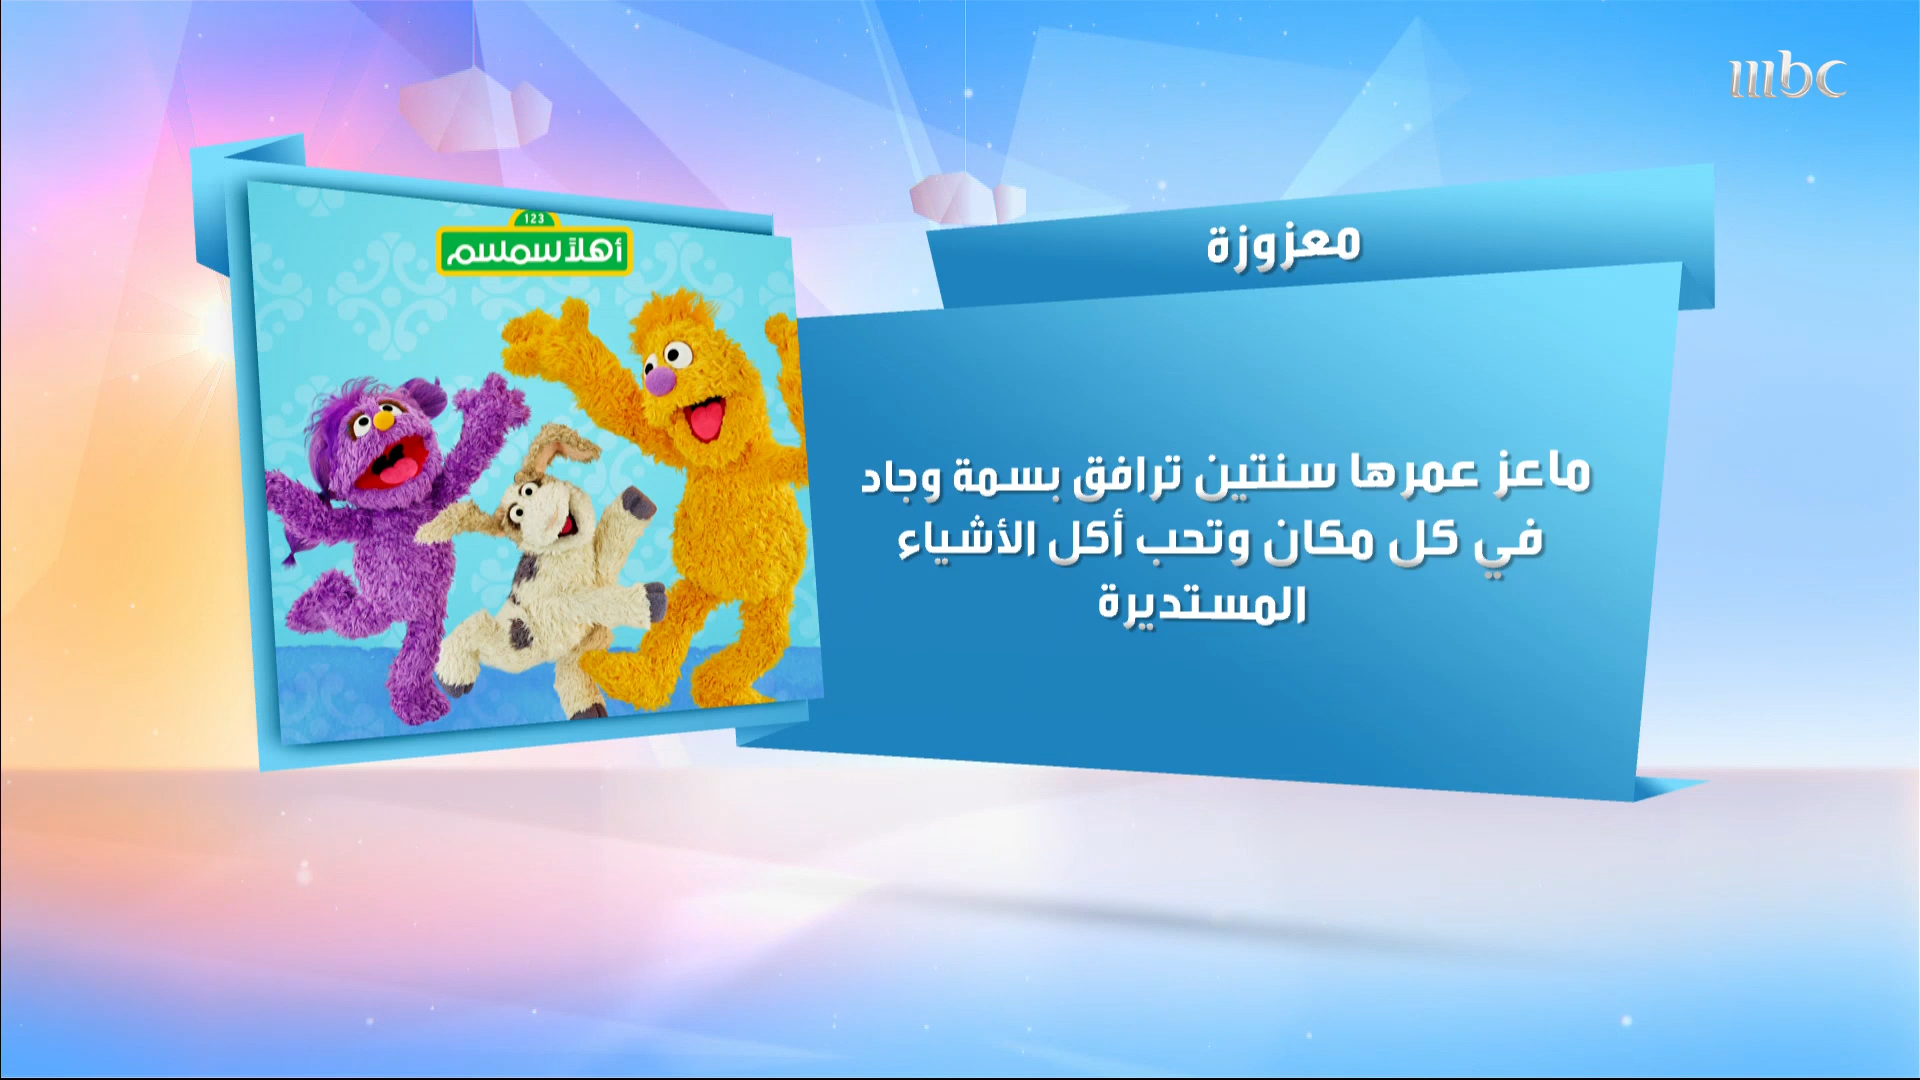 mbc
معزوزة
123
أهلاً سمسم
ماعز عمرها سنتين ترافق بسمة وجاد
في كل مكان وتحب أكل الأشياء
المستديرة